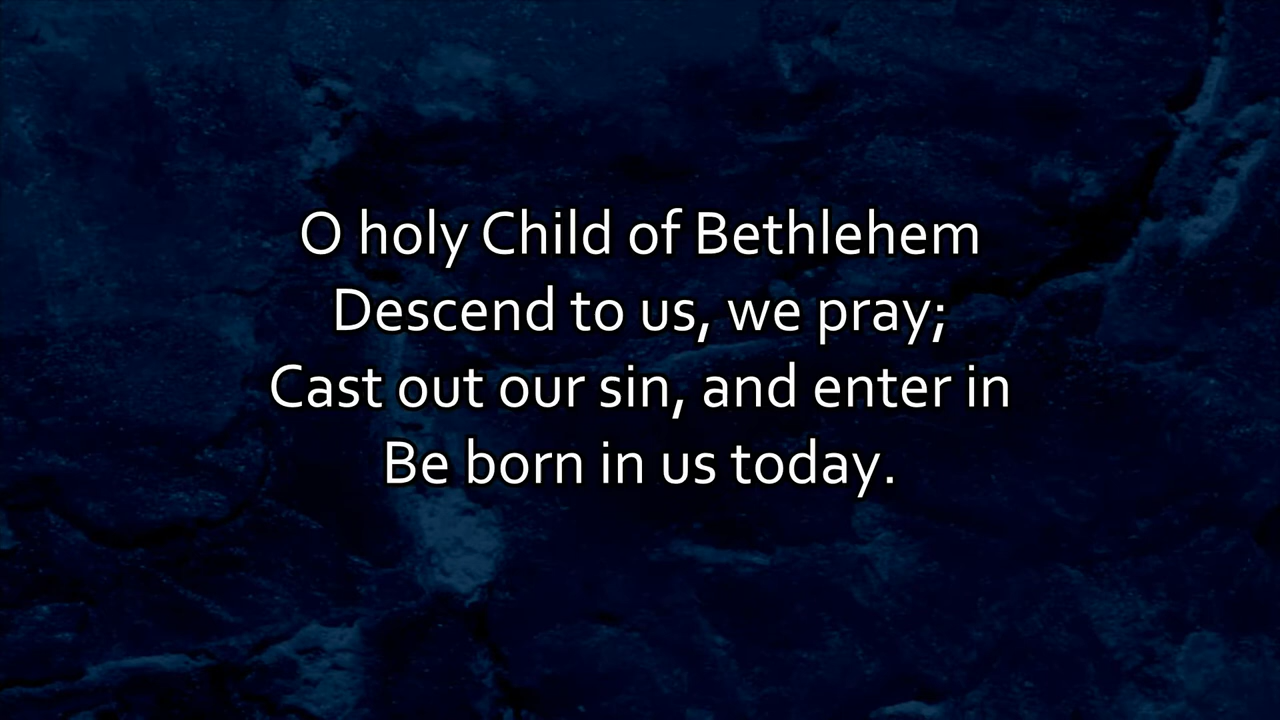 O holy Child of Bethlehem
Descend to us, we pray;
Cast out our sin, and enter in
Be born in us today.